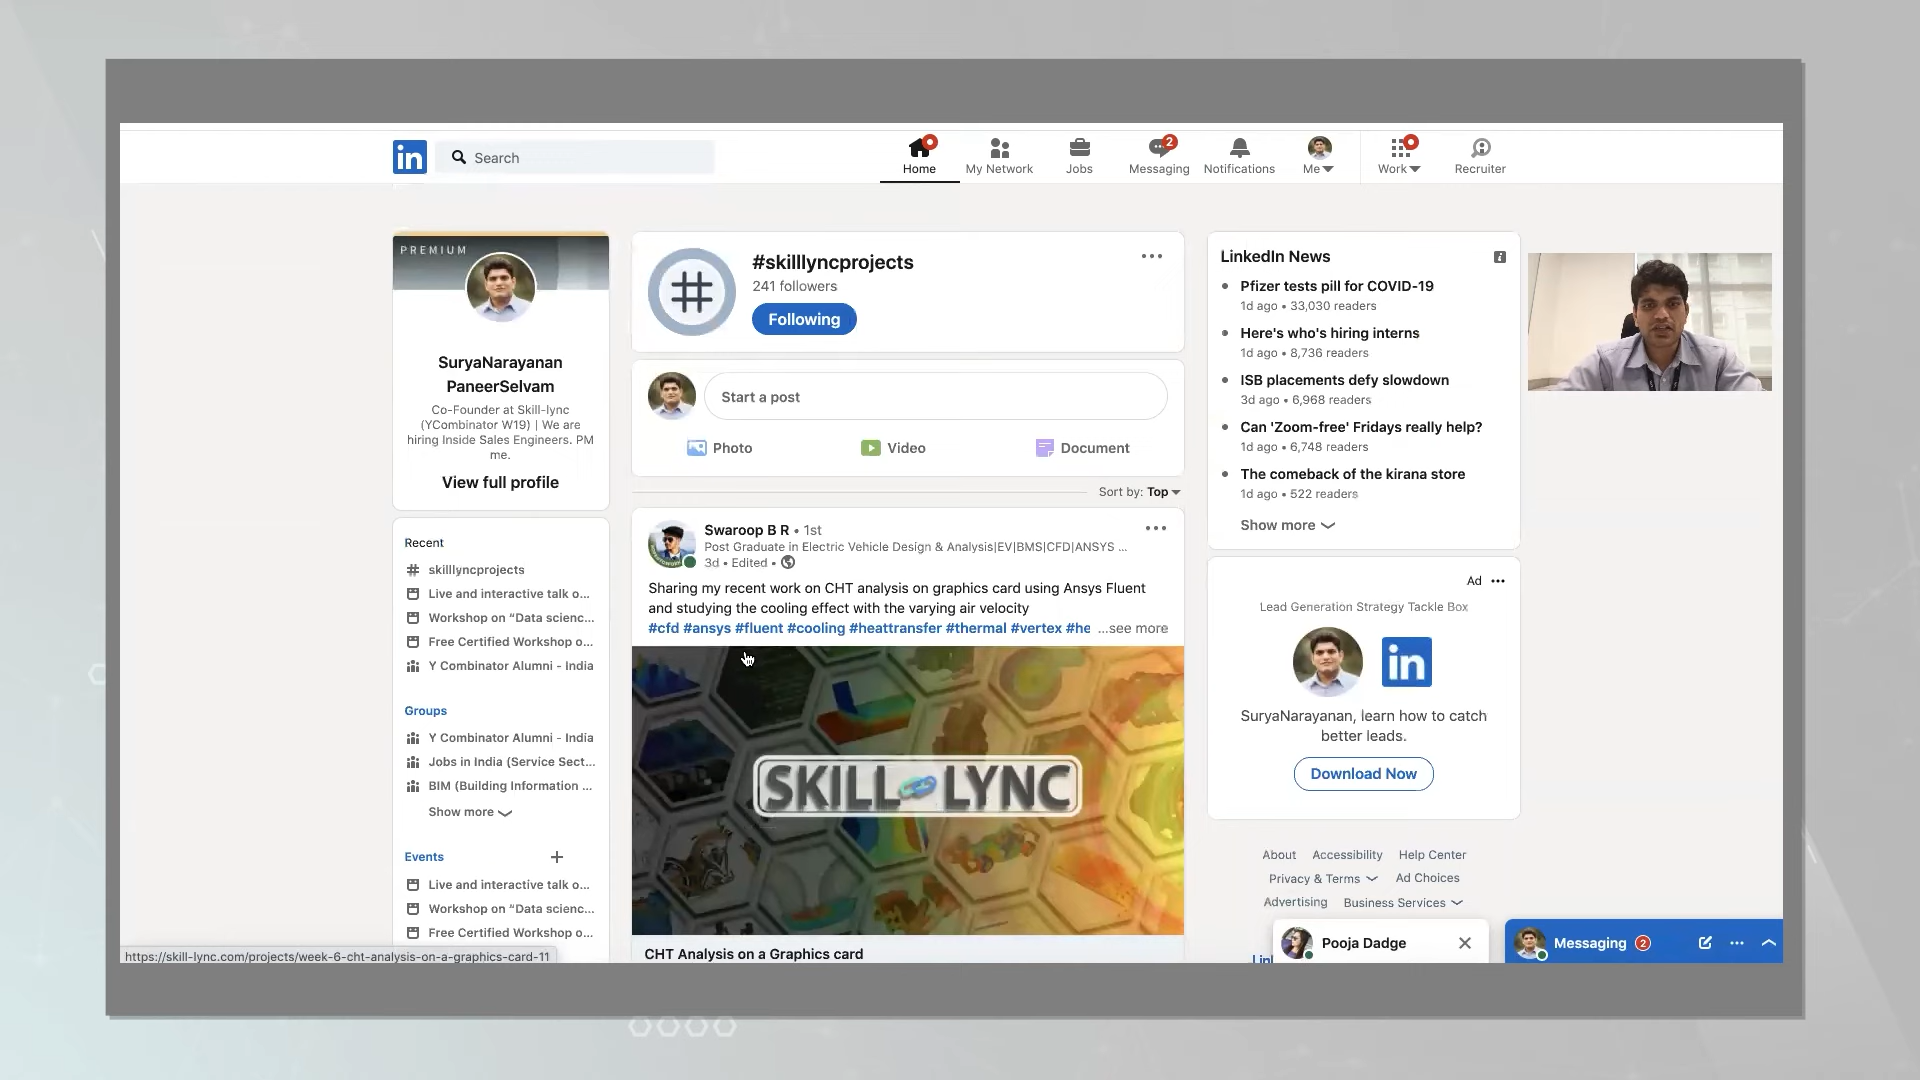 in
Search
Home
My Network
Jobs
2
Messaging
Notifications
Me
Work
Recruiter
PREMIUM
SuryaNarayanan
PaneerSelvam
Co-Founder at Skill-lync
(YCombinator W19) | We are
hiring Inside Sales Engineers. PM
me.
View full profile
Recent
# skilllyncprojects
Live and interactive talk o...
Workshop on “Data scienc...
Free Certified Workshop o...
Y Combinator Alumni - India
Groups
Y Combinator Alumni - India
Jobs in India (Service Sect...
BIM (Building Information ...
Show more
Events +
Live and interactive talk o...
Workshop on “Data scienc...
Free Certified Workshop o...
https://skill-lync.com/projects/week-6-cht-analysis-on-a-graphics-card-11
#
#skilllyncprojects
241 followers
Following
Start a post
Photo
Video
Document
Sort by: Top
Swaroop B R • 1st
Post Graduate in Electric Vehicle Design & Analysis|EV|BMS|CFD|ANSYS ...
3d • Edited •
Sharing my recent work on CHT analysis on graphics card using Ansys Fluent
and studying the cooling effect with the varying air velocity
#cfd #ansys #fluent #cooling #heattransfer #thermal #vertex #he ...see more
SKILL LYNC
CHT Analysis on a Graphics card
LinkedIn News
Pfizer tests pill for COVID-19
1d ago • 33,030 readers
Here's who's hiring interns
1d ago • 8,736 readers
ISB placements defy slowdown
3d ago • 6,968 readers
Can 'Zoom-free' Fridays really help?
1d ago • 6,748 readers
The comeback of the kirana store
1d ago • 522 readers
Show more
Ad
Lead Generation Strategy Tackle Box
in
SuryaNarayanan, learn how to catch
better leads.
Download Now
About Accessibility Help Center
Privacy & Terms Ad Choices
Advertising Business Services
Pooja Dadge
Messaging 2